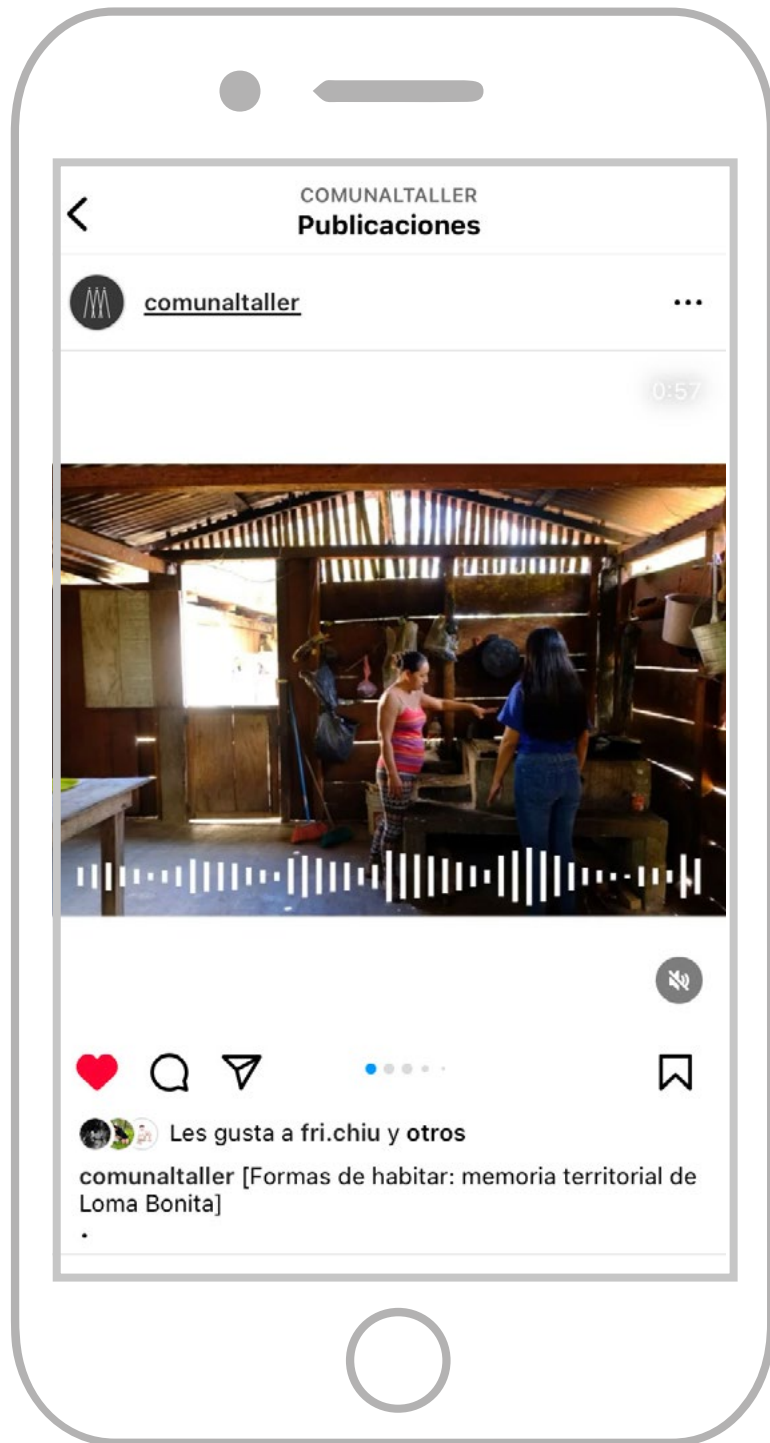 COMUNALTALLER
Publicaciones
comunaltaller
0:57
Les gusta a fri.chiu y otros
comunaltaller [Formas de habitar: memoria territorial de
Loma Bonita]
.